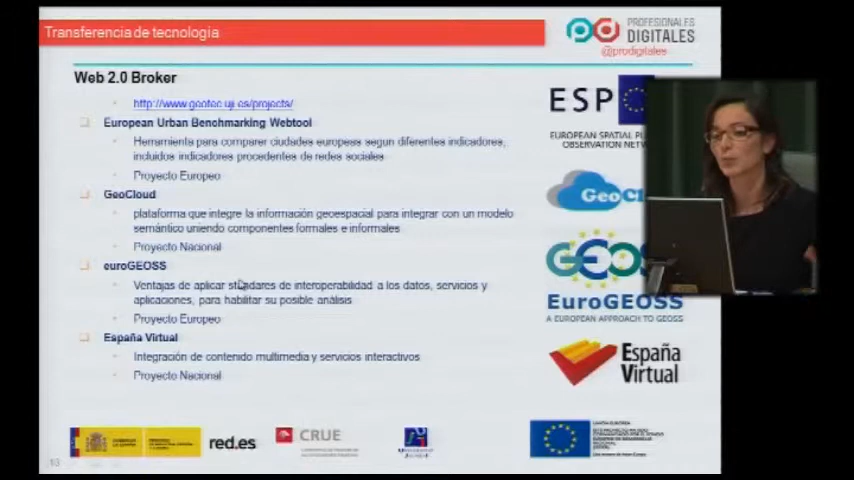 Transferencia de tecnología
PROFESIONALES
DIGITALES
@prodigitales
Web 2.0 Broker
http://www.geotec.uji.es/projects/
European Urban Benchmarking Webtool
Herramienta para comparar ciudades europeas segun diferentes indicadores,
incluidos indicadores procedentes de redes sociales
Proyecto Europeo
GeoCloud
plataforma que integre la información geoespacial para integrar con un modelo
semántico uniendo componentes formales e informales
Proyecto Nacional
euroGEOSS
Ventajas de aplicar stándares de interoperabilidad a los datos, servicios y
aplicaciones, para habilitar su posible análisis
Proyecto Europeo
España Virtual
Integración de contenido multimedia y servicios interactivos
Proyecto Nacional
ESP
EUROPEAN SPATIAL
OBSERVATION
GeoCl
GEOS
EuroGEOSS
A EUROPEAN APPROACH TO GEOSS
España
Virtual
red.es
CRUE
13